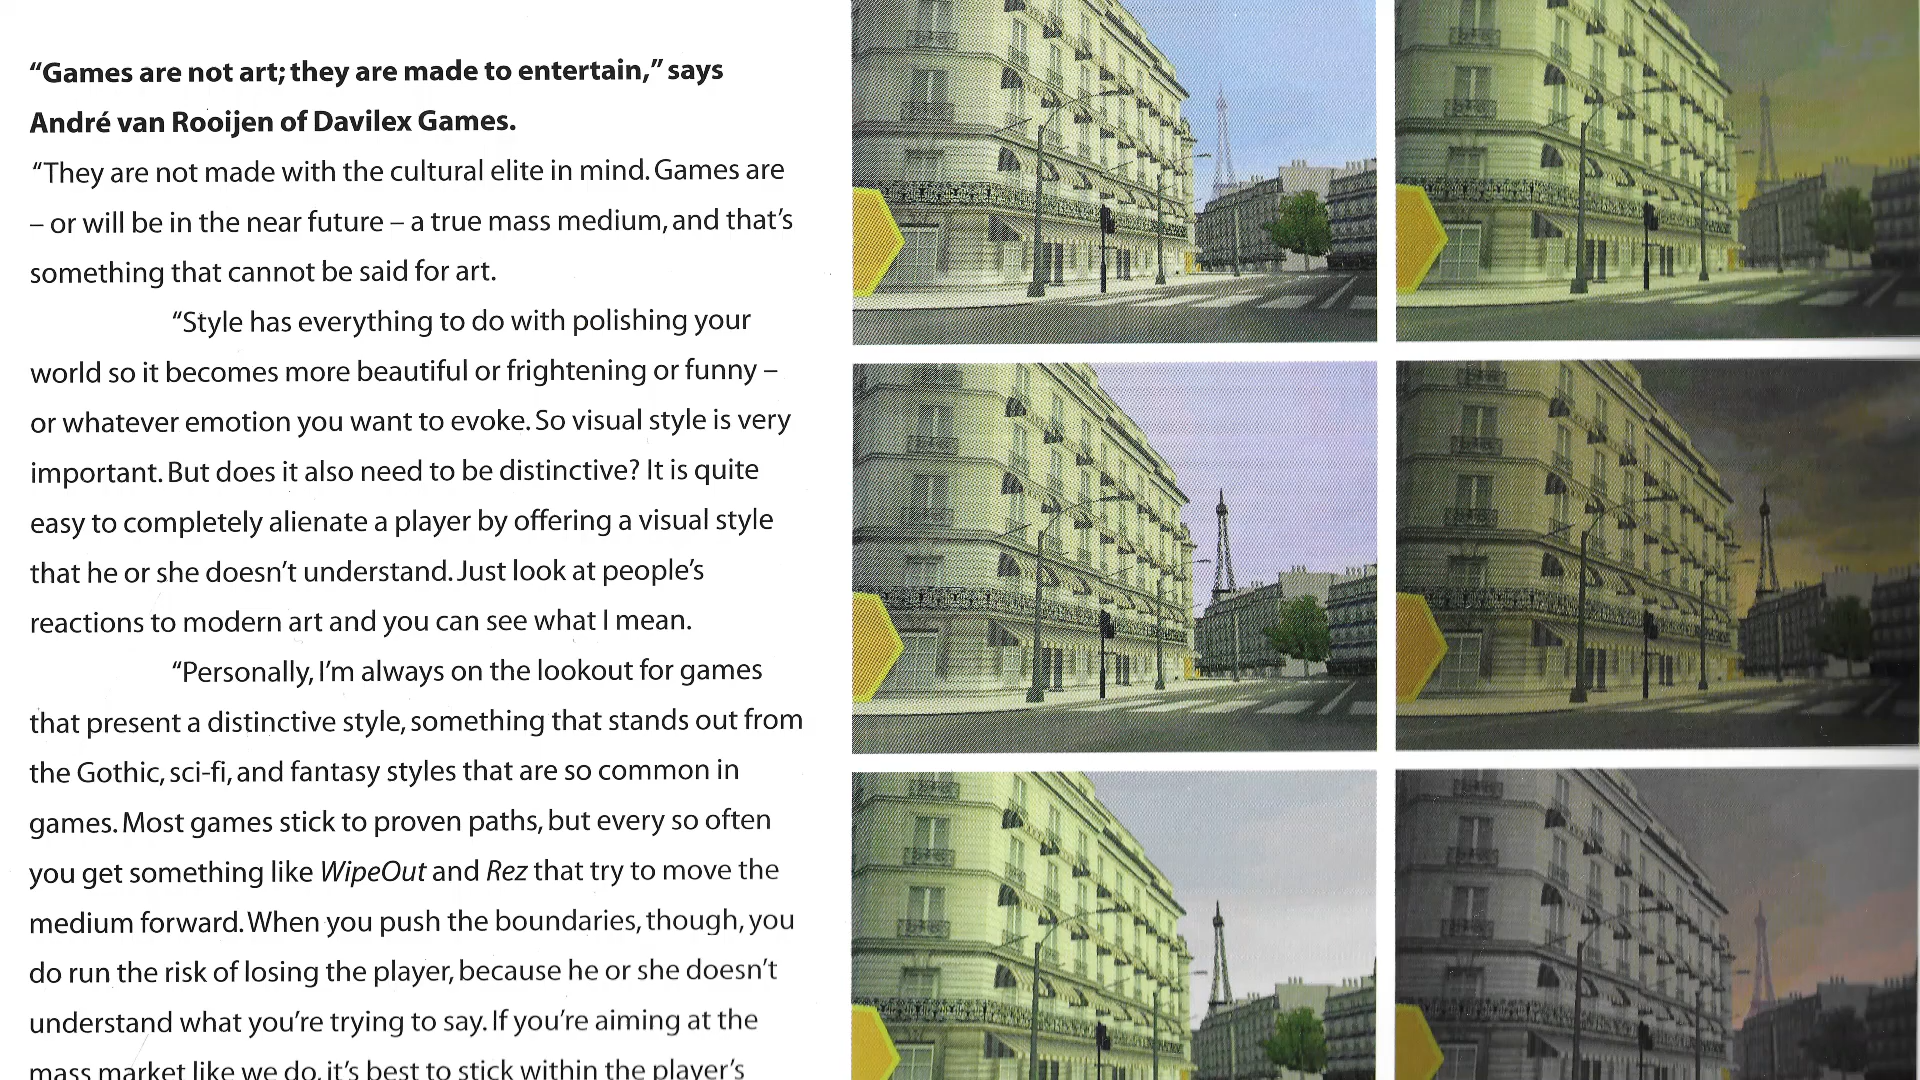 “Games are not art; they are made to entertain,” says
André van Rooijen of Davilex Games.
“They are not made with the cultural elite in mind. Games are
– or will be in the near future – a true mass medium, and that’s
something that cannot be said for art.
“Style has everything to do with polishing your
world so it becomes more beautiful or frightening or funny –
or whatever emotion you want to evoke. So visual style is very
important. But does it also need to be distinctive? It is quite
easy to completely alienate a player by offering a visual style
that he or she doesn’t understand. Just look at people’s
reactions to modern art and you can see what I mean.
“Personally, I’m always on the lookout for games
that present a distinctive style, something that stands out from
the Gothic, sci-fi, and fantasy styles that are so common in
games. Most games stick to proven paths, but every so often
you get something like WipeOut and Rez that try to move the
medium forward. When you push the boundaries, though, you
do run the risk of losing the player, because he or she doesn’t
understand what you’re trying to say. If you’re aiming at the
mass market like we do, it’s best to stick within the player’s